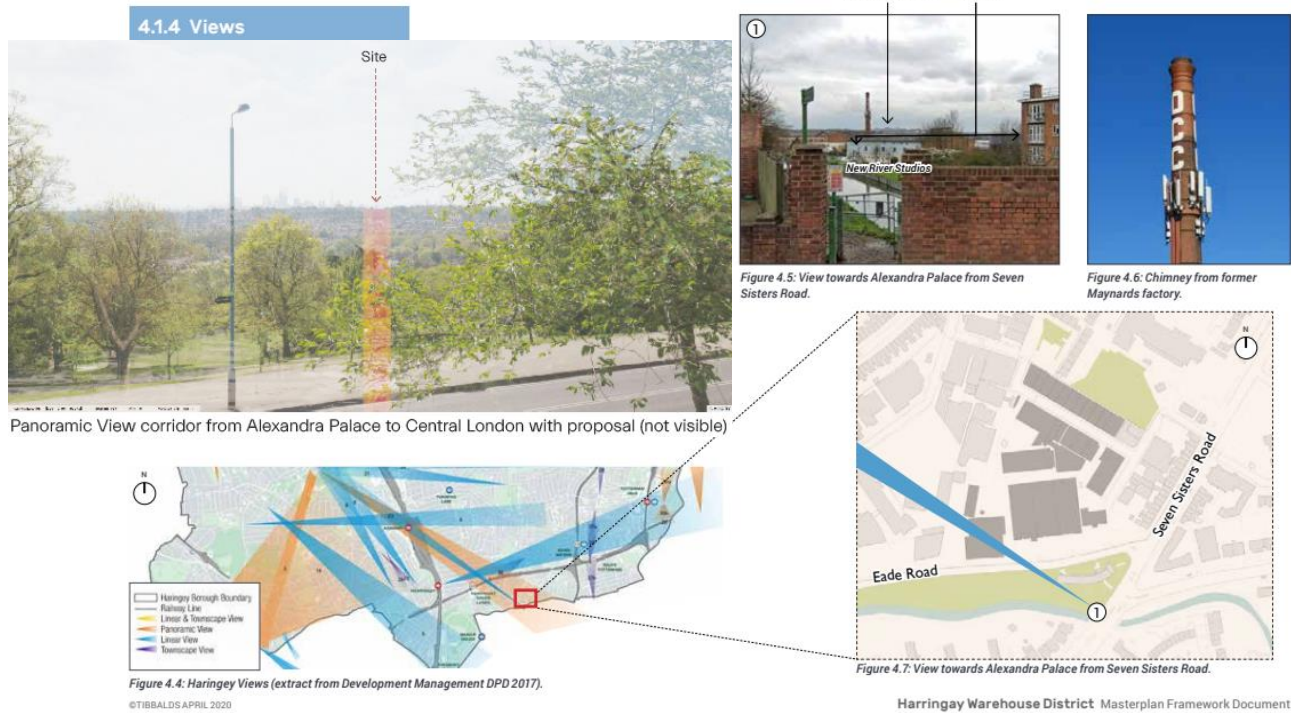 4.1.4 Views
Site
Panoramic View corridor from Alexandra Palace to Central London with proposal (not visible)
1
New River Studios
Figure 4.5: View towards Alexandra Palace from Seven
Sisters Road.
DCC
Figure 4.6: Chimney from former
Maynards factory.
N
Haringey Borough Boundary
Railway Line
Linear & Townscape View
Panoramic View
Linear View
Townscape View
Figure 4.4: Haringey Views (extract from Development Management DPD 2017).
©TIBBALDS APRIL 2020
N
Seven Sisters Road
Eade Road
1
Figure 4.7: View towards Alexandra Palace from Seven Sisters Road.
Harringay Warehouse District Masterplan Framework Document